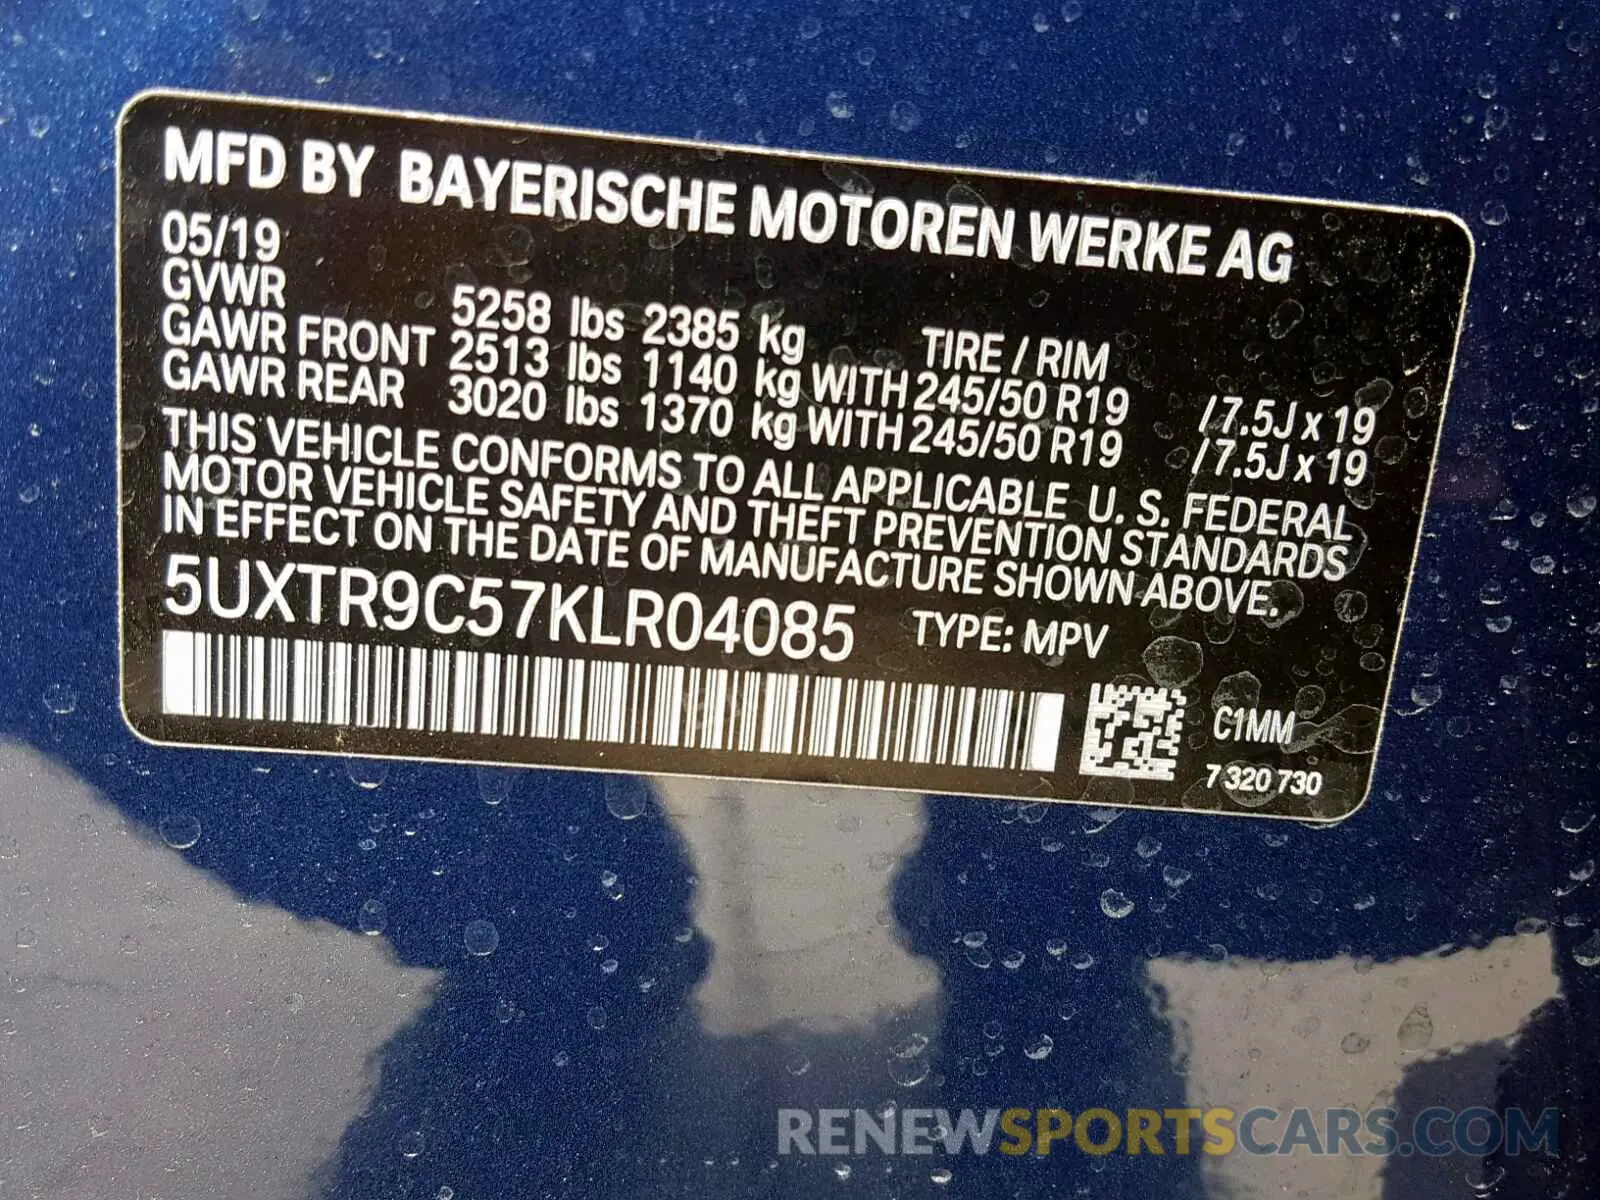 MFD BY BAYERISCHE MOTOREN WERKE AG
05/19
GVWR 5258 lbs 2385 kg TIRE / RIM
GAWR FRONT 2513 lbs 1140 kg WITH 245/50 R19 /7.5J x 19
GAWR REAR 3020 lbs 1370 kg WITH 245/50 R19 /7.5J x 19
THIS VEHICLE CONFORMS TO ALL APPLICABLE U. S. FEDERAL
MOTOR VEHICLE SAFETY AND THEFT PREVENTION STANDARDS
IN EFFECT ON THE DATE OF MANUFACTURE SHOWN ABOVE.
5UXTR9C57KLR04085 TYPE: MPV
C1MM
7 320 730
RENEWSPORTSCARS.COM